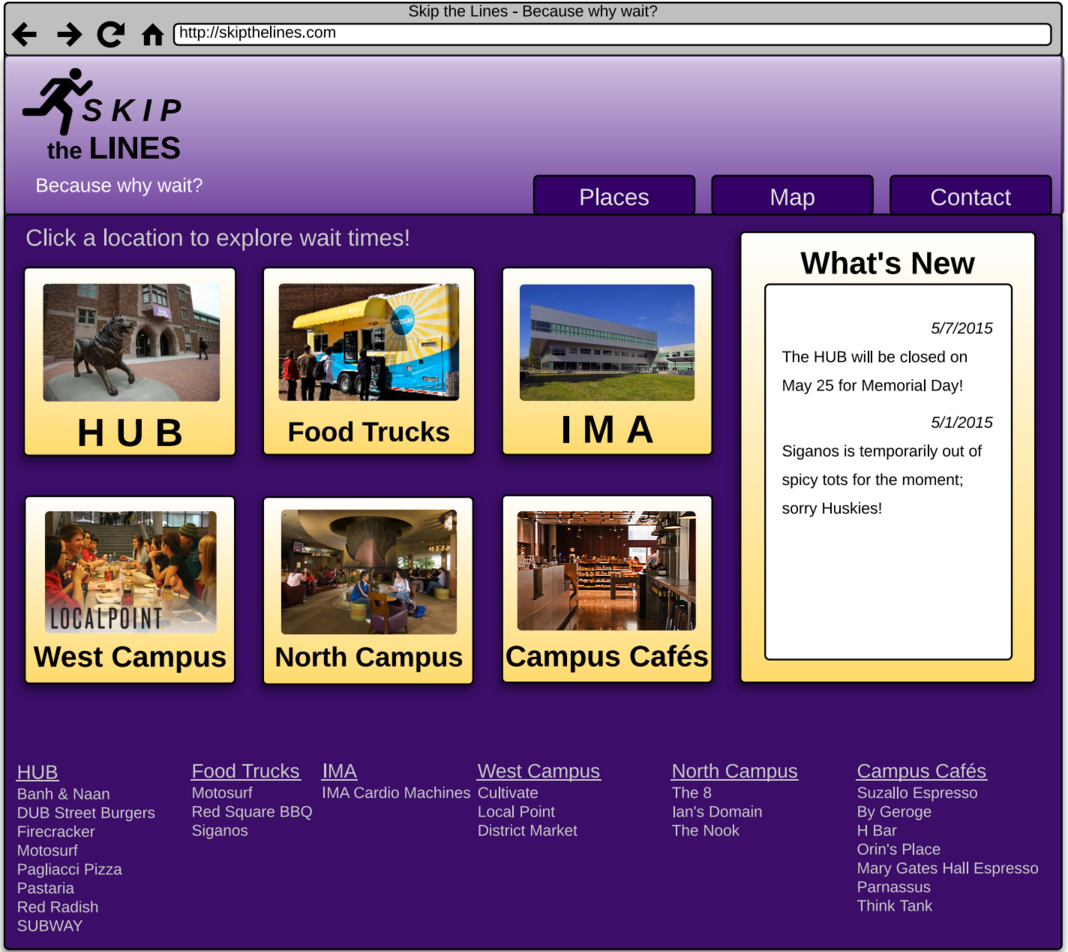 Skip the Lines - Because why wait?
http://skipthelines.com
SKIP
the LINES
Because why wait?
Places
Map
Contact
Click a location to explore wait times!
HUB
Food Trucks
IMA
West Campus
North Campus
Campus Cafés
LOCALPOINT
What's New
5/7/2015
The HUB will be closed on
May 25 for Memorial Day!
5/1/2015
Siganos is temporarily out of
spicy tots for the moment;
sorry Huskies!
HUB
Banh & Naan
DUB Street Burgers
Firecracker
Motosurf
Pagliacci Pizza
Pastaria
Red Radish
SUBWAY
Food Trucks
Motosurf
Red Square BBQ
Siganos
IMA
IMA Cardio Machines
West Campus
Cultivate
Local Point
District Market
North Campus
The 8
Ian's Domain
The Nook
Campus Cafés
Suzallo Espresso
By Geroge
H Bar
Orin's Place
Mary Gates Hall Espresso
Parnassus
Think Tank